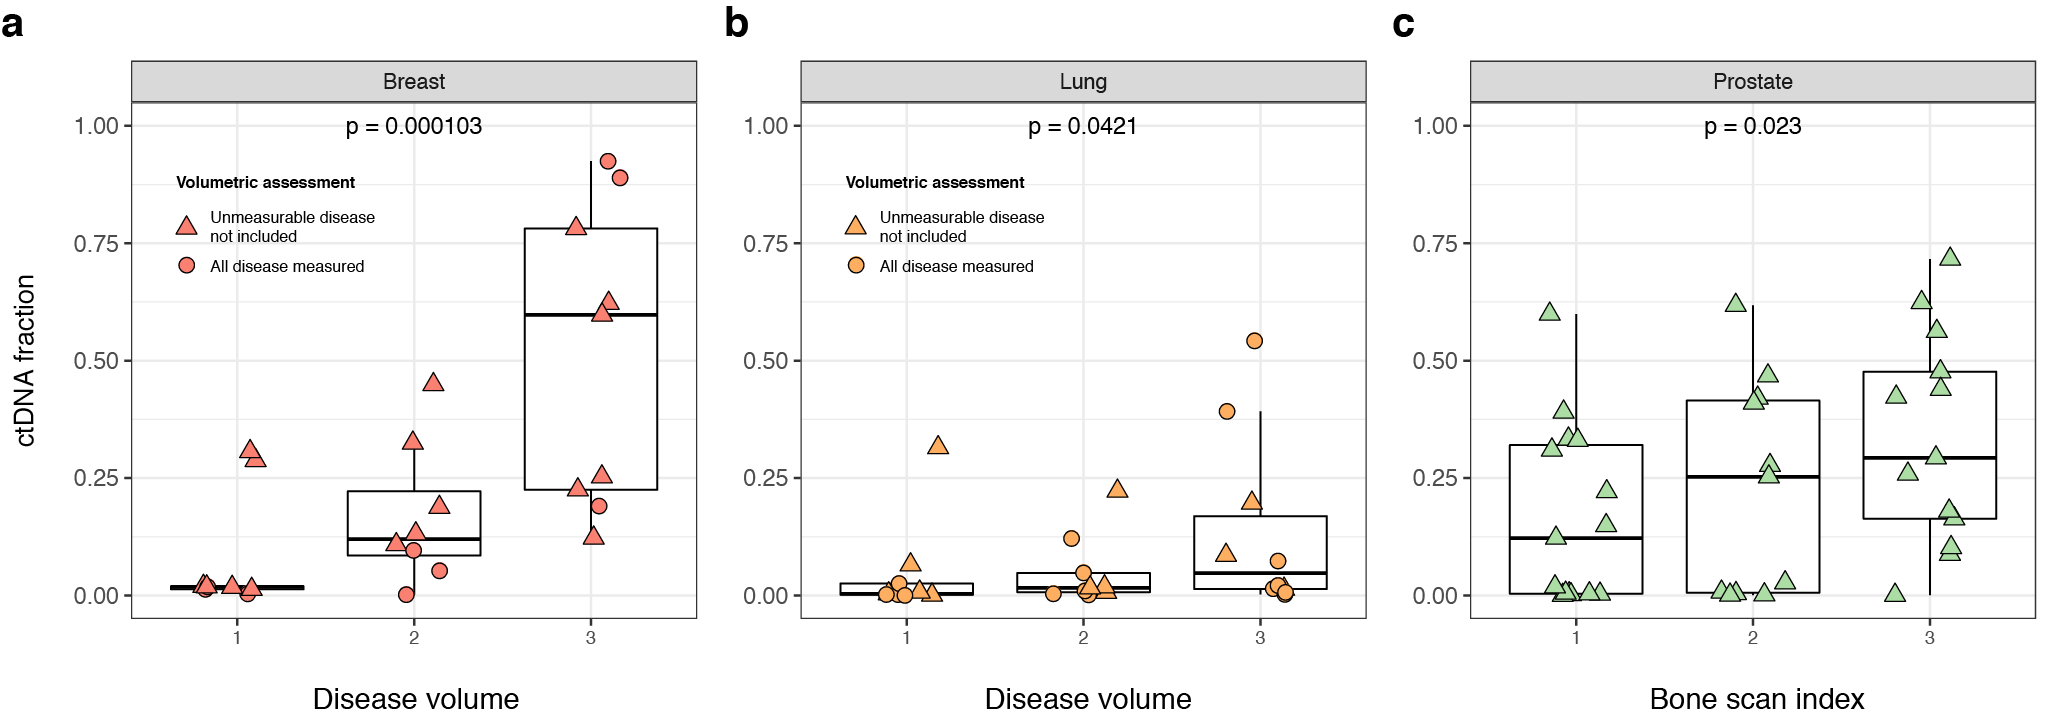 a
Breast
ctDNA fraction
1.00
0.75
0.50
0.25
0.00
p = 0.000103
Volumetric assessment
Unmeasurable disease
not included
All disease measured
1
2
3
Disease volume
b
Lung
1.00
0.75
0.50
0.25
0.00
p = 0.0421
Volumetric assessment
Unmeasurable disease
not included
All disease measured
1
2
3
Disease volume
c
Prostate
1.00
0.75
0.50
0.25
0.00
p = 0.023
1
2
3
Bone scan index